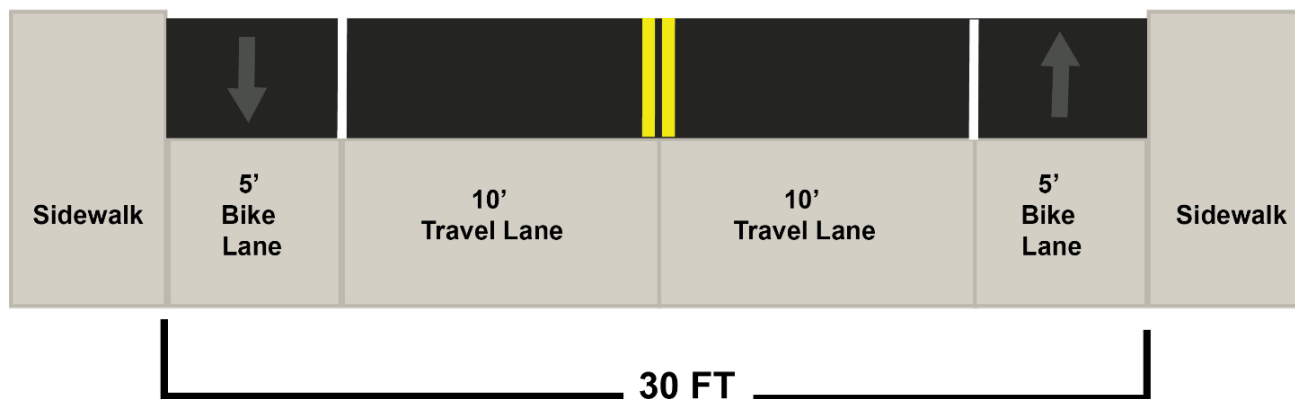 Sidewalk
5’
Bike
Lane
10’
Travel Lane
10’
Travel Lane
5’
Bike
Lane
Sidewalk
30 FT